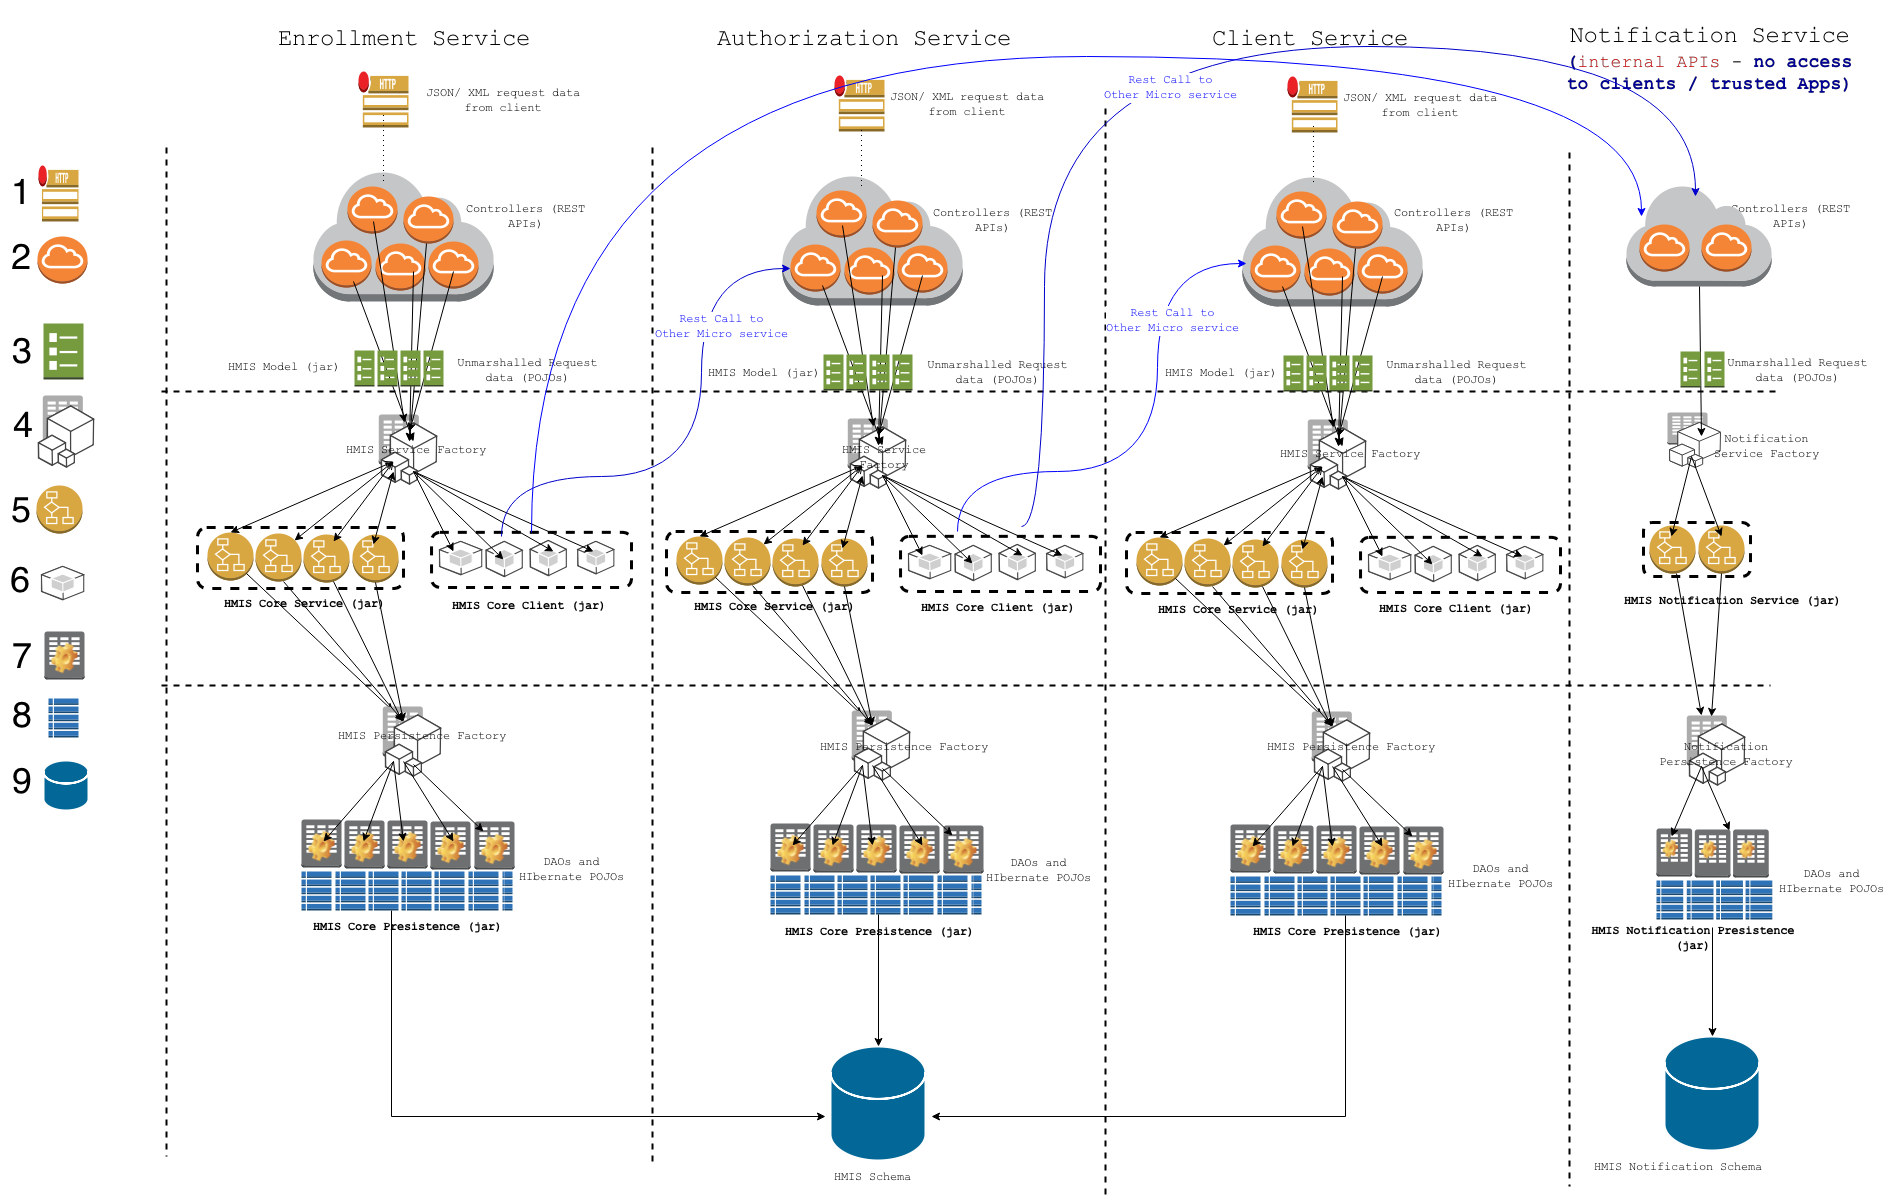 Enrollment Service
Authorization Service
Client Service
Notification Service
(internal APIs - no access
to clients / trusted Apps)
HTTP
JSON/ XML request data
from client
HTTP
JSON/ XML request data
from client
Rest Call to
Other Micro service
HTTP
JSON/ XML request data
from client
1
HTTP
2
3
4
5
6
7
8
9
Controllers (REST
APIs)
Controllers (REST
APIs)
Controllers (REST
APIs)
Controllers (REST
APIs)
Rest Call to
Other Micro service
Rest Call to
Other Micro service
HMIS Model (jar)
Unmarshalled Request
data (POJOs)
HMIS Model (jar)
Unmarshalled Request
data (POJOs)
HMIS Model (jar)
Unmarshalled Request
data (POJOs)
Unmarshalled Request
data (POJOs)
HMIS Service Factory
HMIS Service
Factory
HMIS Service Factory
Notification
Service Factory
HMIS Core Service (jar)
HMIS Core Client (jar)
HMIS Core Service (jar)
HMIS Core Client (jar)
HMIS Core Service (jar)
HMIS Core Client (jar)
HMIS Notification Service (jar)
HMIS Persistence Factory
HMIS Persistence Factory
HMIS Persistence Factory
Notification
Persistence Factory
DAOs and
HIbernate POJOs
DAOs and
HIbernate POJOs
DAOs and
HIbernate POJOs
DAOs and
HIbernate POJOs
HMIS Core Presistence (jar)
HMIS Core Presistence (jar)
HMIS Core Presistence (jar)
HMIS Notification Presistence
(jar)
HMIS Schema
HMIS Notification Schema